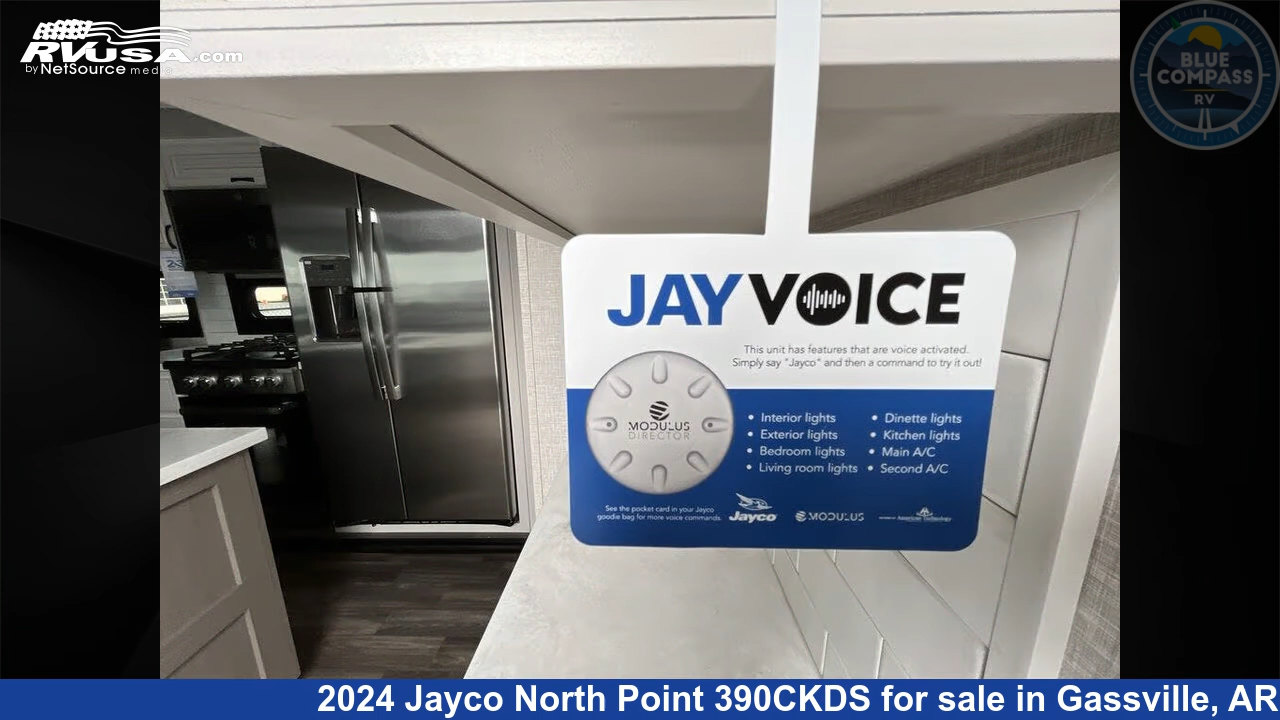 RVUSA.com
by NetSource media
BLUE
COMPASS
RV
JAYVOICE
This unit has features that are voice activated.
Simply say "Jayco" and then a command to try it out!
MODULUS
DIRECTOR
• Interior lights
• Exterior lights
• Bedroom lights
• Living room lights
• Dinette lights
• Kitchen lights
• Main A/C
• Second A/C
See the pocket card in your Jayco
goodie bag for more voice commands.
Jayco
MODULUS
American Technology
2024 Jayco North Point 390CKDS for sale in Gassville, AR